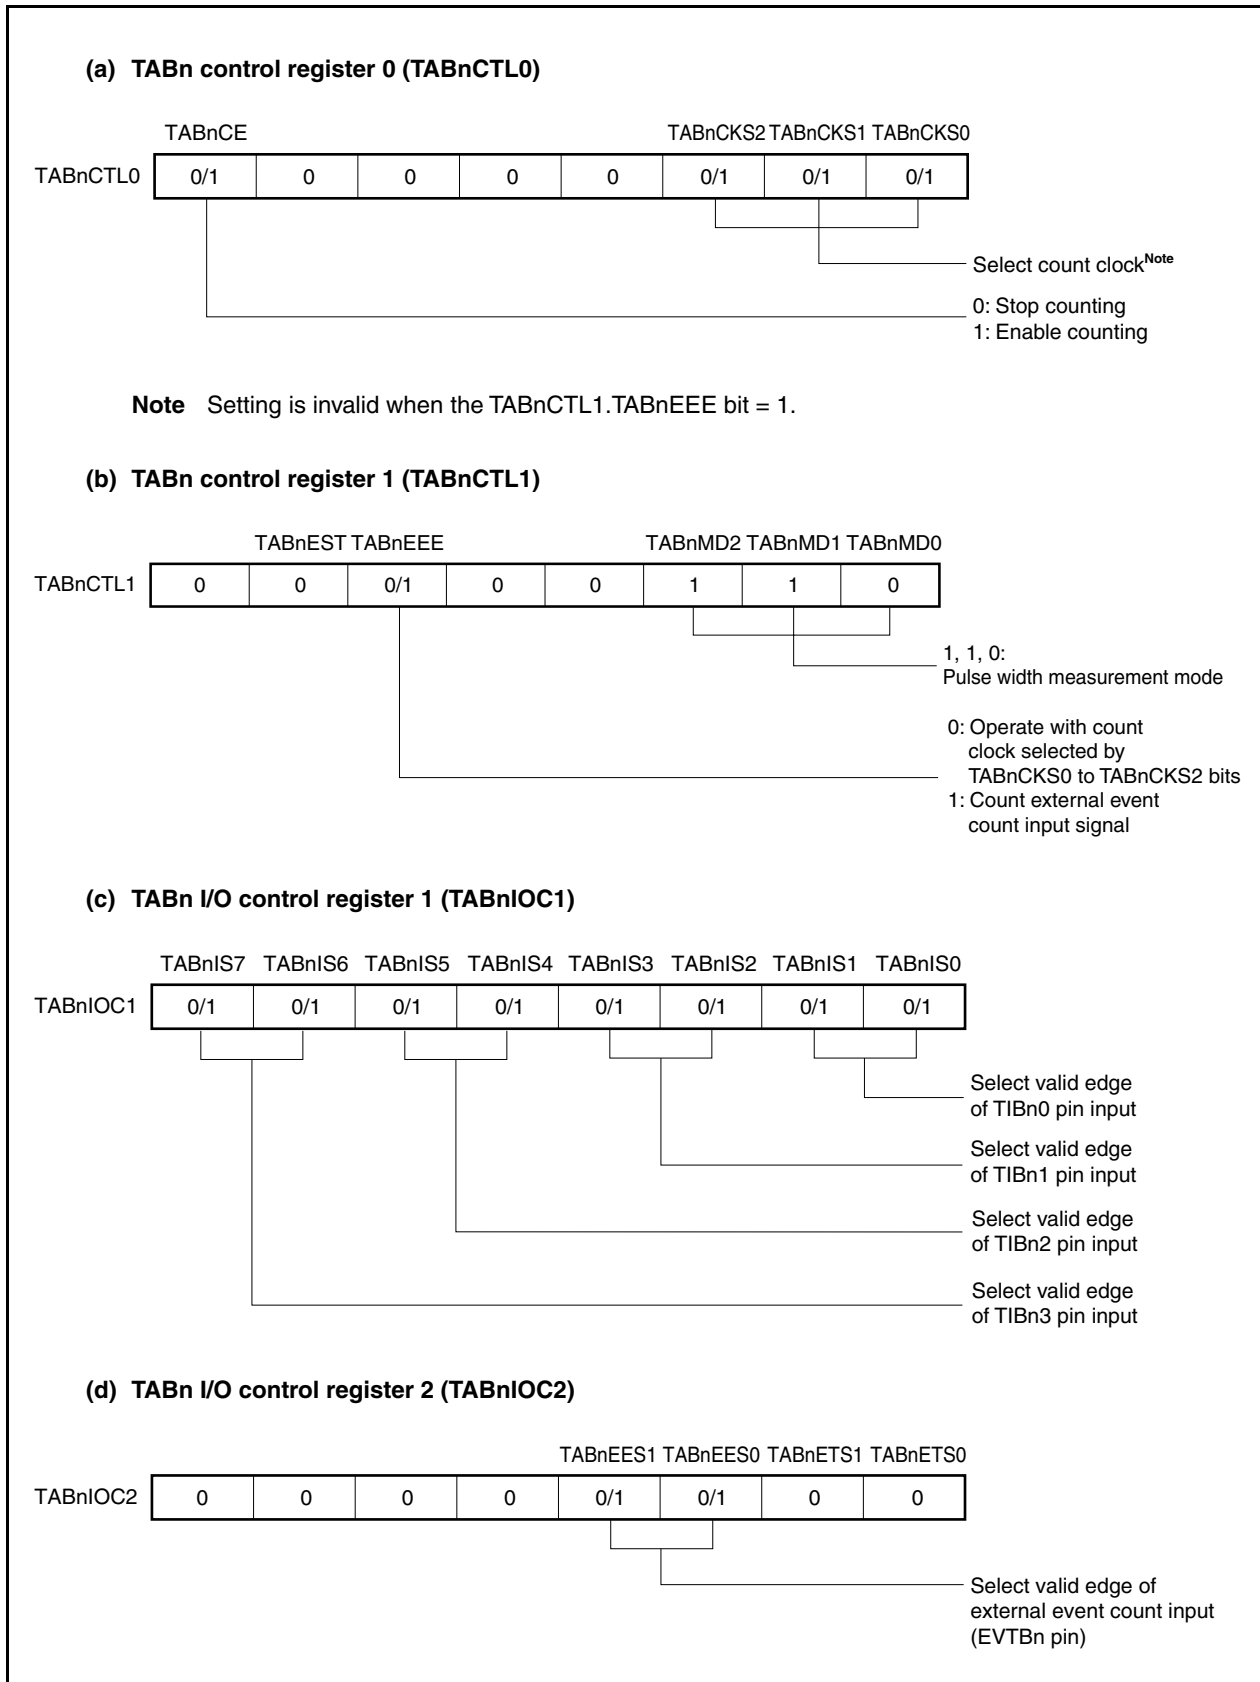 (a) TABn control register 0 (TABnCTL0)
TABnCE TABnCKS2 TABnCKS1 TABnCKS0
TABnCTL0 0/1 0 0 0 0 0/1 0/1 0/1
Select count clockNote
0: Stop counting
1: Enable counting
Note Setting is invalid when the TABnCTL1.TABnEEE bit = 1.
(b) TABn control register 1 (TABnCTL1)
TABnEST TABnEEE TABnMD2 TABnMD1 TABnMD0
TABnCTL1 0 0 0/1 0 0 1 1 0
1, 1, 0:
Pulse width measurement mode
0: Operate with count
clock selected by
TABnCKS0 to TABnCKS2 bits
1: Count external event
count input signal
(c) TABn I/O control register 1 (TABnIOC1)
TABnIS7 TABnIS6 TABnIS5 TABnIS4 TABnIS3 TABnIS2 TABnIS1 TABnIS0
TABnIOC1 0/1 0/1 0/1 0/1 0/1 0/1 0/1 0/1
Select valid edge
of TIBn0 pin input
Select valid edge
of TIBn1 pin input
Select valid edge
of TIBn2 pin input
Select valid edge
of TIBn3 pin input
(d) TABn I/O control register 2 (TABnIOC2)
TABnEES1 TABnEES0 TABnETS1 TABnETS0
TABnIOC2 0 0 0 0 0/1 0/1 0 0
Select valid edge of
external event count input
(EVTBn pin)